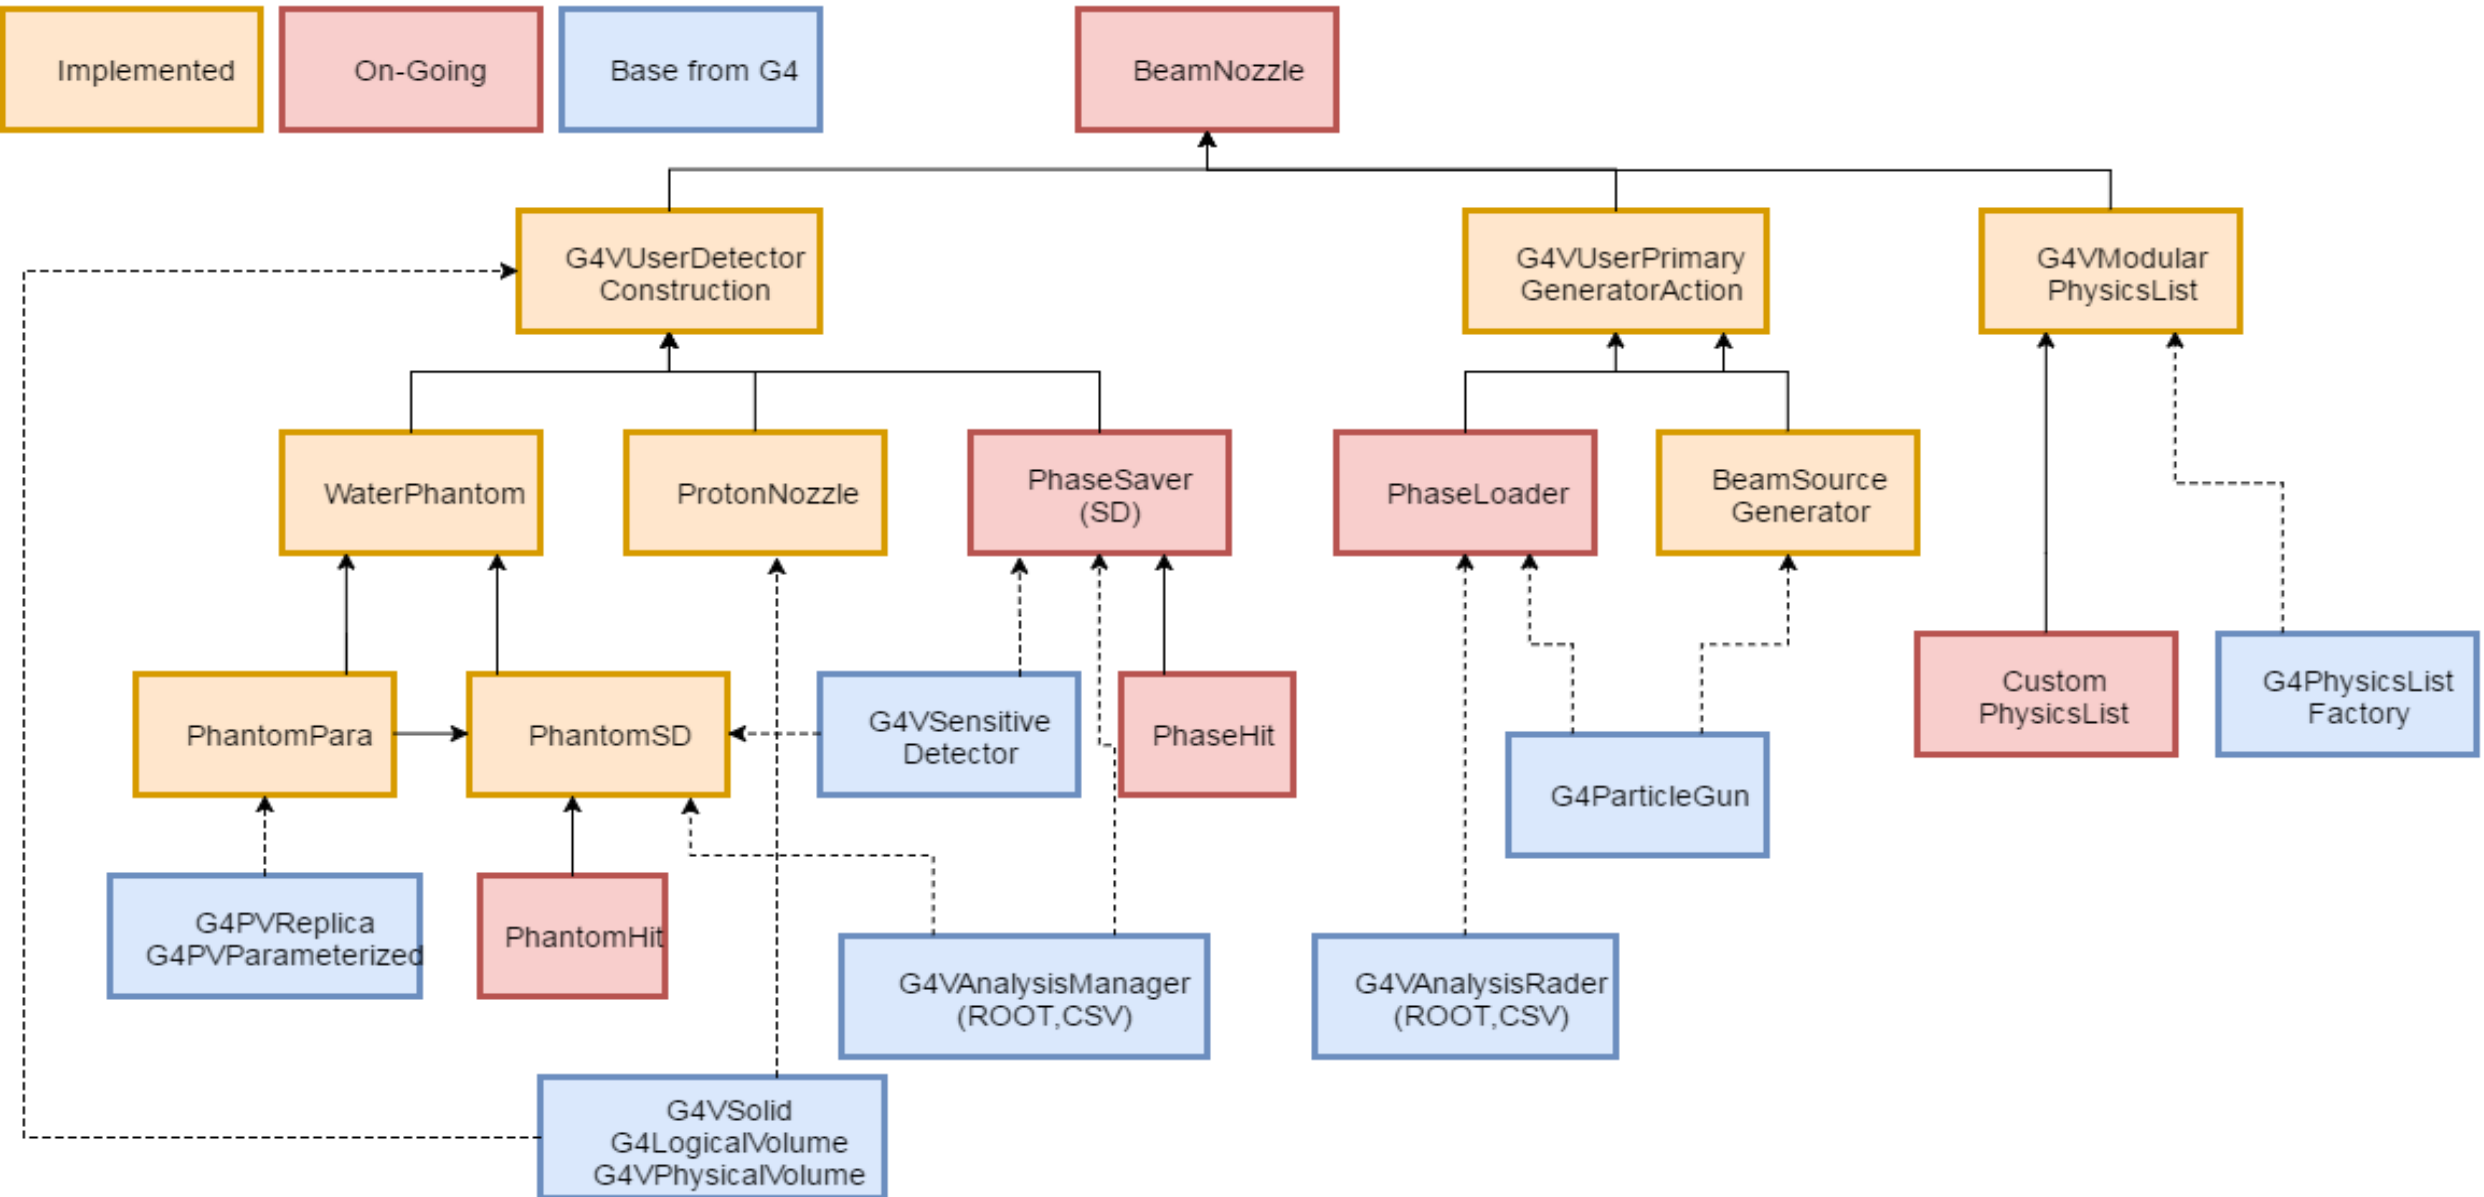 Implemented
On-Going
Base from G4
BeamNozzle
G4VUserDetector
Construction
G4VUserPrimary
GeneratorAction
G4VModular
PhysicsList
WaterPhantom
ProtonNozzle
PhaseSaver
(SD)
PhaseLoader
BeamSource
Generator
PhantomPara
PhantomSD
G4VSensitive
Detector
PhaseHit
G4ParticleGun
Custom
PhysicsList
G4PhysicsList
Factory
G4PVReplica
G4PVParameterized
PhantomHit
G4VAnalysisManager
(ROOT,CSV)
G4VAnalysisRader
(ROOT,CSV)
G4VSolid
G4LogicalVolume
G4VPhysicalVolume